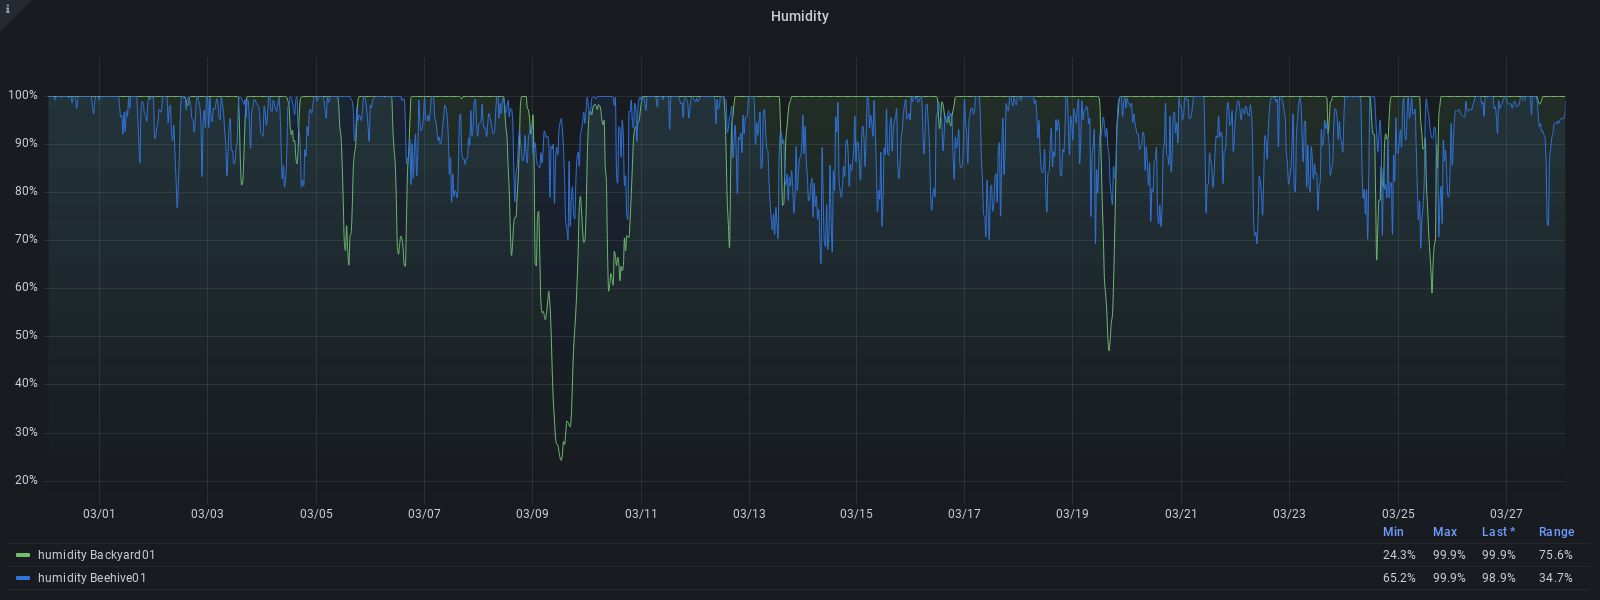 i
Humidity
100%
90%
80%
70%
60%
50%
40%
30%
20%
03/01 03/03 03/05 03/07 03/09 03/11 03/13 03/15 03/17 03/19 03/21 03/23 03/25 03/27
Min Max Last * Range
humidity Backyard01 24.3% 99.9% 99.9% 75.6%
humidity Beehive01 65.2% 99.9% 98.9% 34.7%